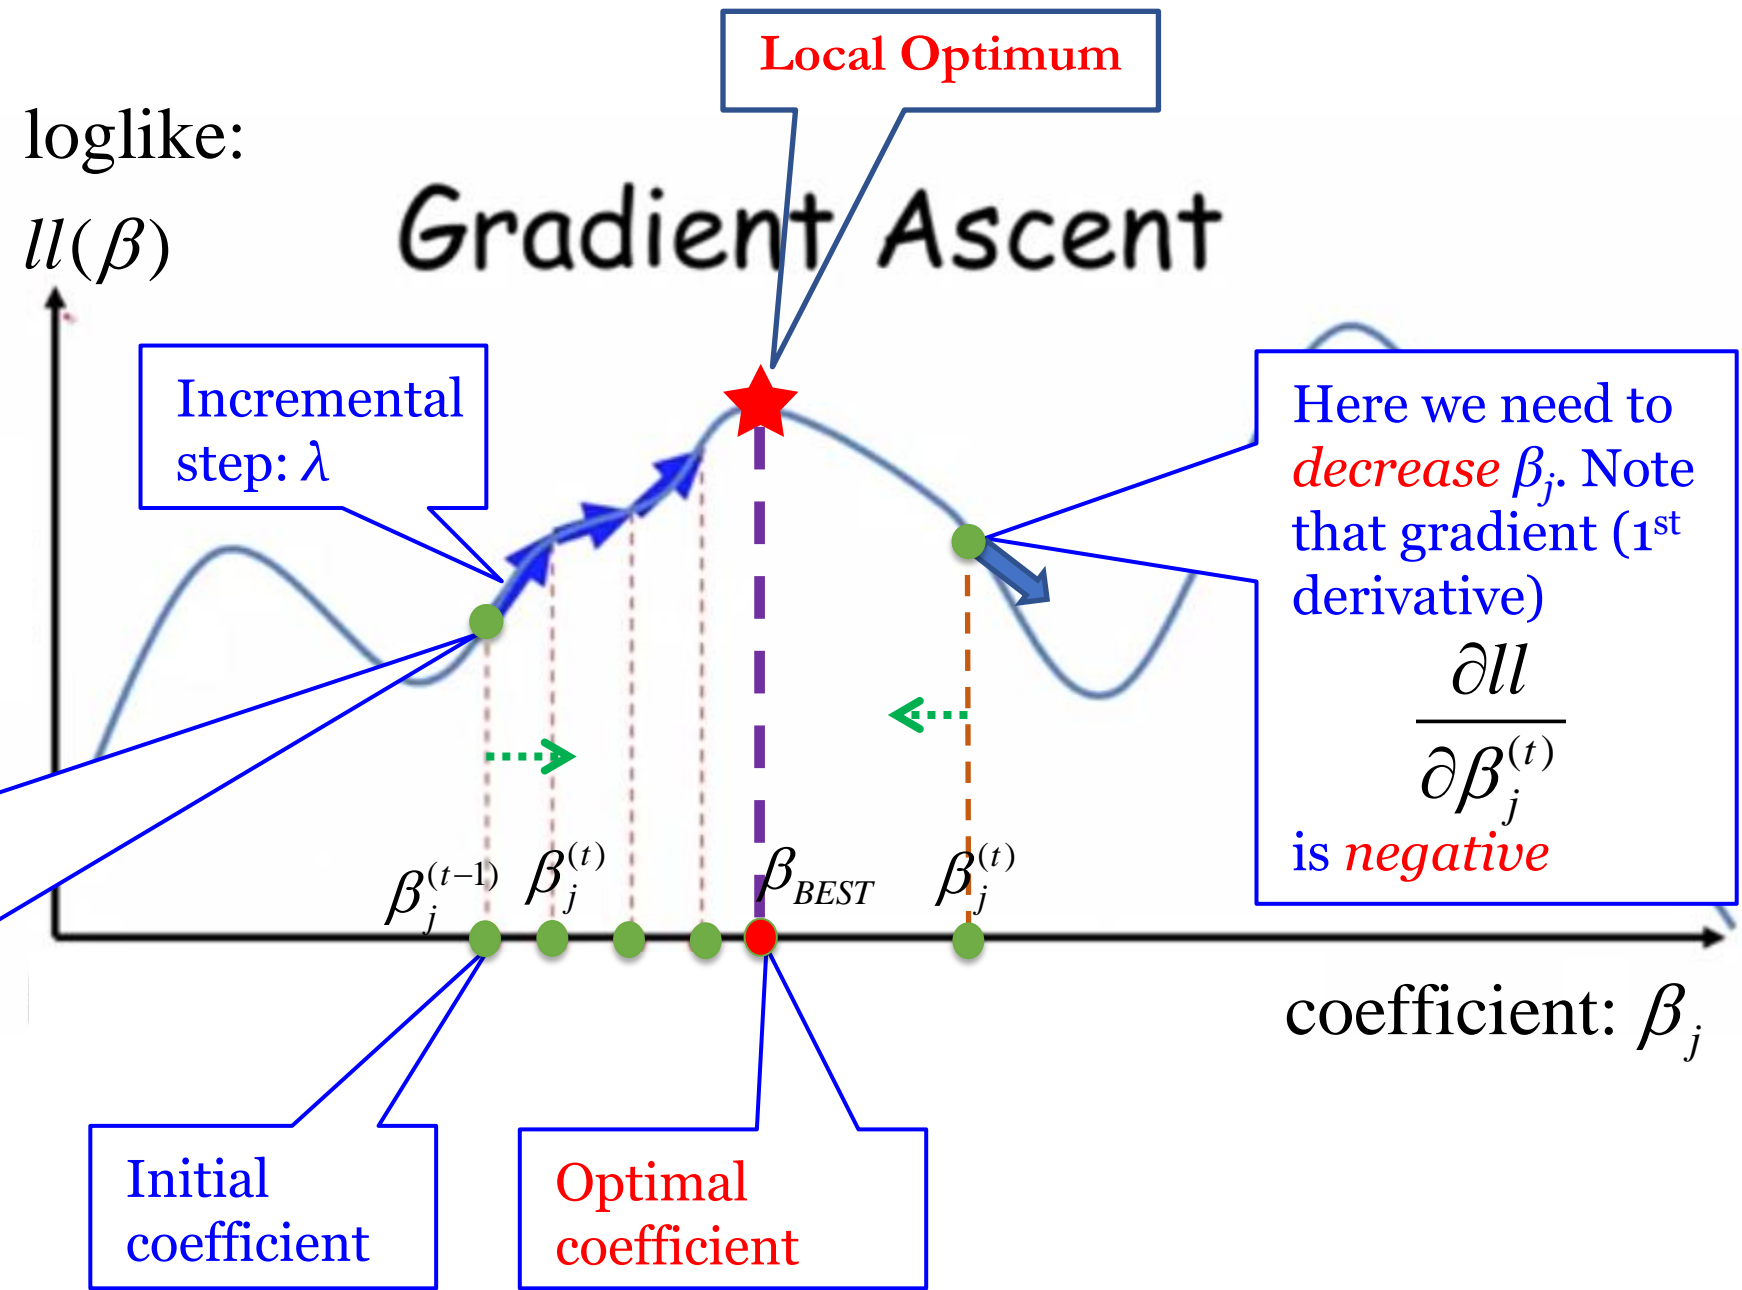 Local Optimum
loglike:
ll(β)
Gradient Ascent
Incremental
step: λ
Here we need to
decrease βⱼ. Note
that gradient (1ˢᵗ
derivative)
∂ll
∂βⱼ⁽ᵗ⁾
is negative
βⱼ⁽ᵗ⁻¹⁾ βⱼ⁽ᵗ⁾ β_BEST βⱼ⁽ᵗ⁾
coefficient: βⱼ
Initial
coefficient
Optimal
coefficient